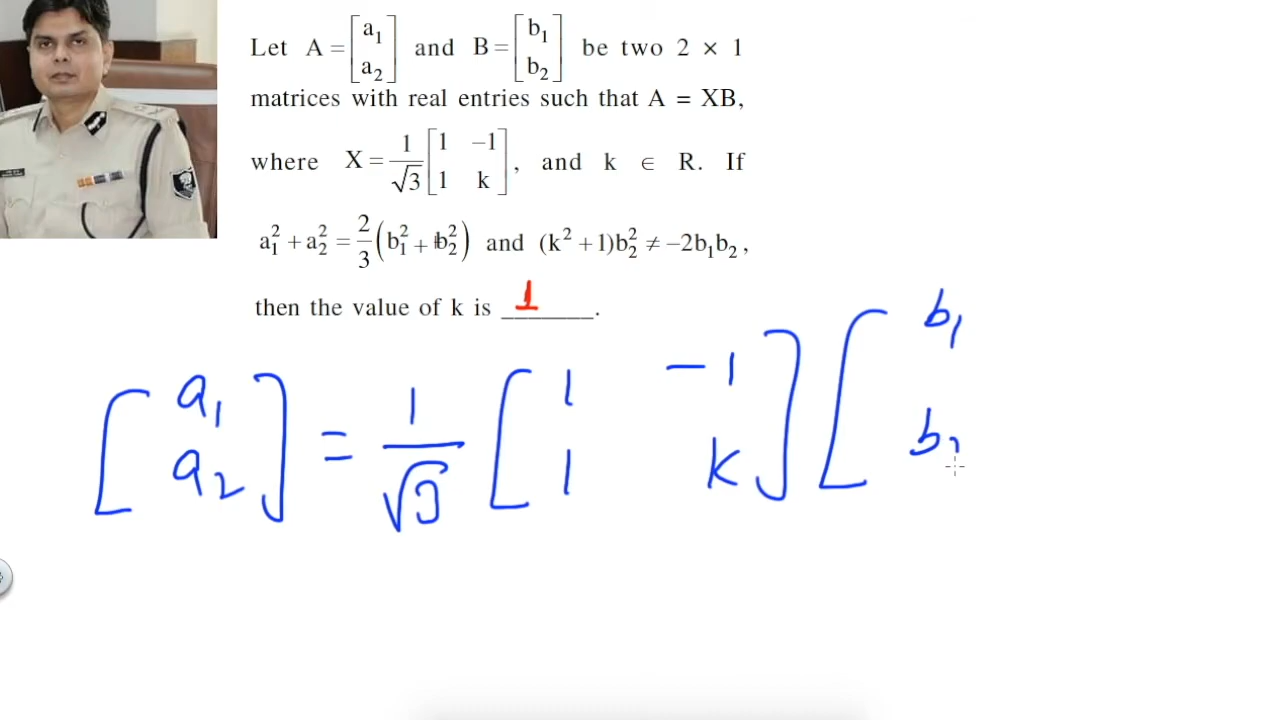 Let A = [a₁ a₂] and B = [b₁ b₂] be two 2 × 1
matrices with real entries such that A = XB,
where X = 1/√3 [1 −1 1 k], and k ∈ R. If
a₁² + a₂² = 2/3 (b₁² + b₂²) and (k² + 1)b₂² ≠ −2b₁b₂,
then the value of k is 1.
[a₁ a₂] = 1/√3 [1 −1 1 k] [b₁ b₂